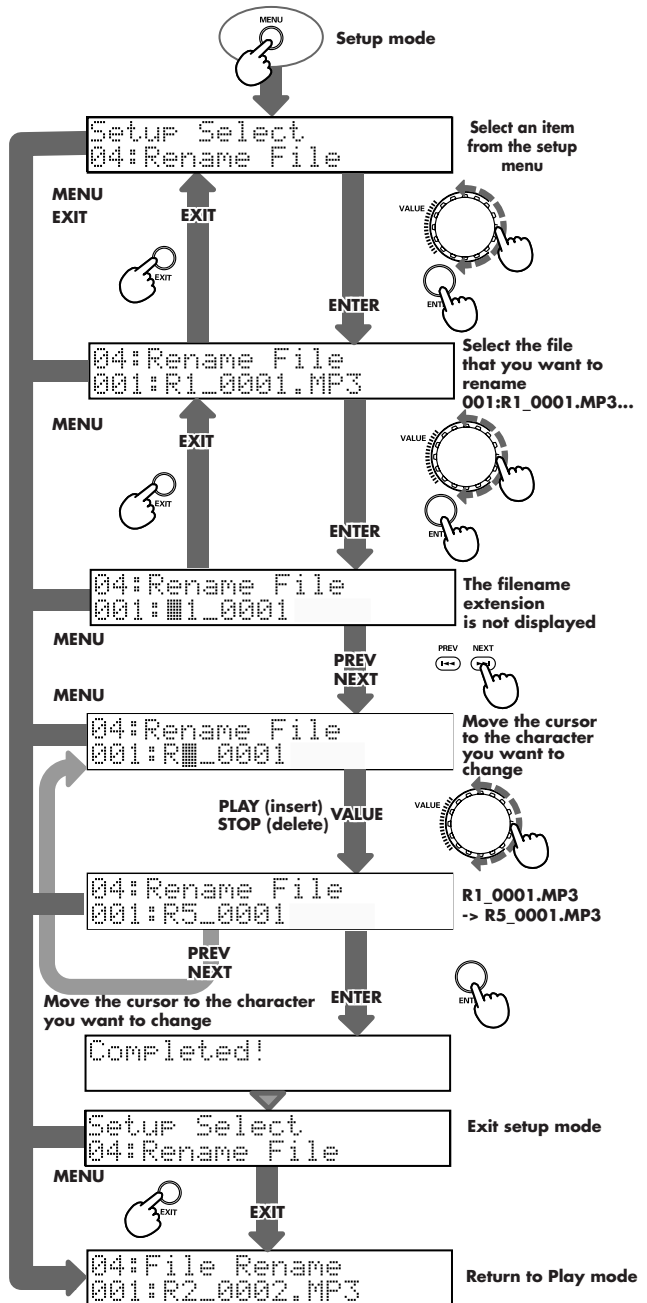 MENU
Setup mode
Setup Select
04:Rename File
Select an item
from the setup
menu
MENU
EXIT
EXIT
EXIT
VALUE
ENT
ENTER
04:Rename File
001:R1_0001.MP3
Select the file
that you want to
rename
001:R1_0001.MP3...
MENU
EXIT
EXIT
VALUE
ENT
ENTER
04:Rename File
001:█1_0001
The filename
extension
is not displayed
MENU
PREV
NEXT
PREV NEXT
MENU
04:Rename File
001:R█_0001
Move the cursor
to the character
you want to
change
PLAY (insert)
STOP (delete)
VALUE
VALUE
04:Rename File
001:R5_0001
R1_0001.MP3
-> R5_0001.MP3
PREV
NEXT
Move the cursor to the character
you want to change
ENTER
ENT
Completed!
Setup Select
04:Rename File
Exit setup mode
MENU
EXIT
EXIT
04:File Rename
001:R2_0002.MP3
Return to Play mode